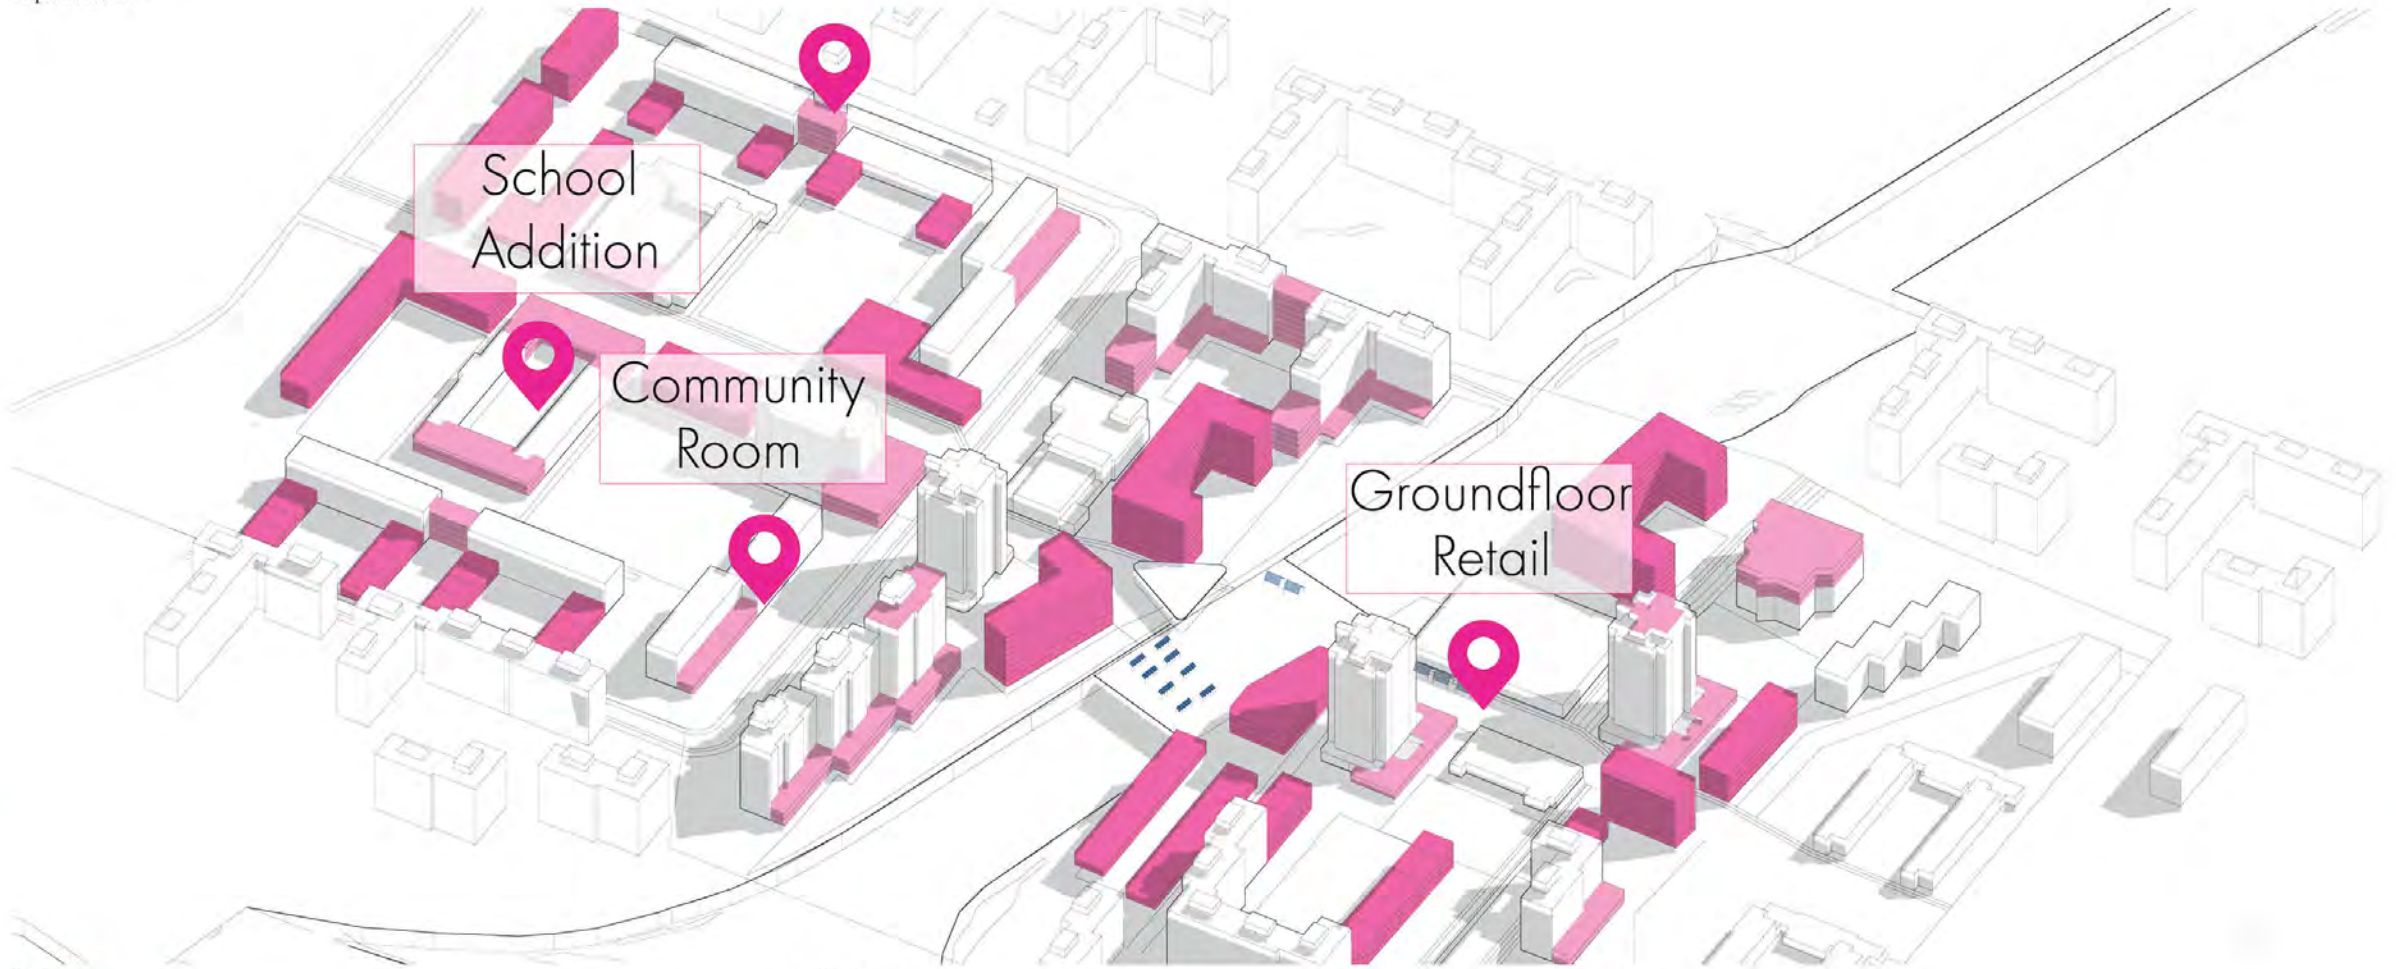 School
Addition
Community
Room
Groundfloor
Retail